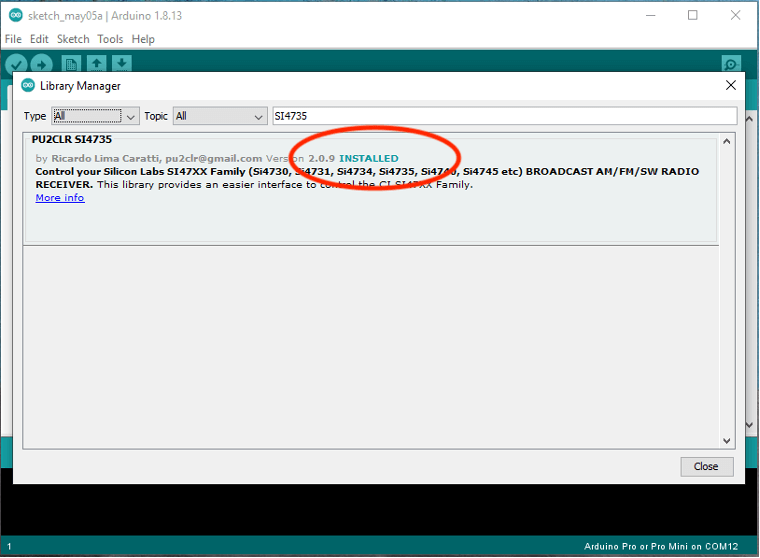 sketch_may05a | Arduino 1.8.13
File Edit Sketch Tools Help
Library Manager
Type All Topic All SI4735
PU2CLR SI4735
by Ricardo Lima Caratti, pu2clr@gmail.com Version 2.0.9 INSTALLED
Control your Silicon Labs SI47XX Family (Si4730, Si4731, Si4734, Si4735, Si4740, Si4745 etc) BROADCAST AM/FM/SW RADIO
RECEIVER. This library provides an easier interface to control the CI SI47XX Family.
More info
Close
1 Arduino Pro or Pro Mini on COM12